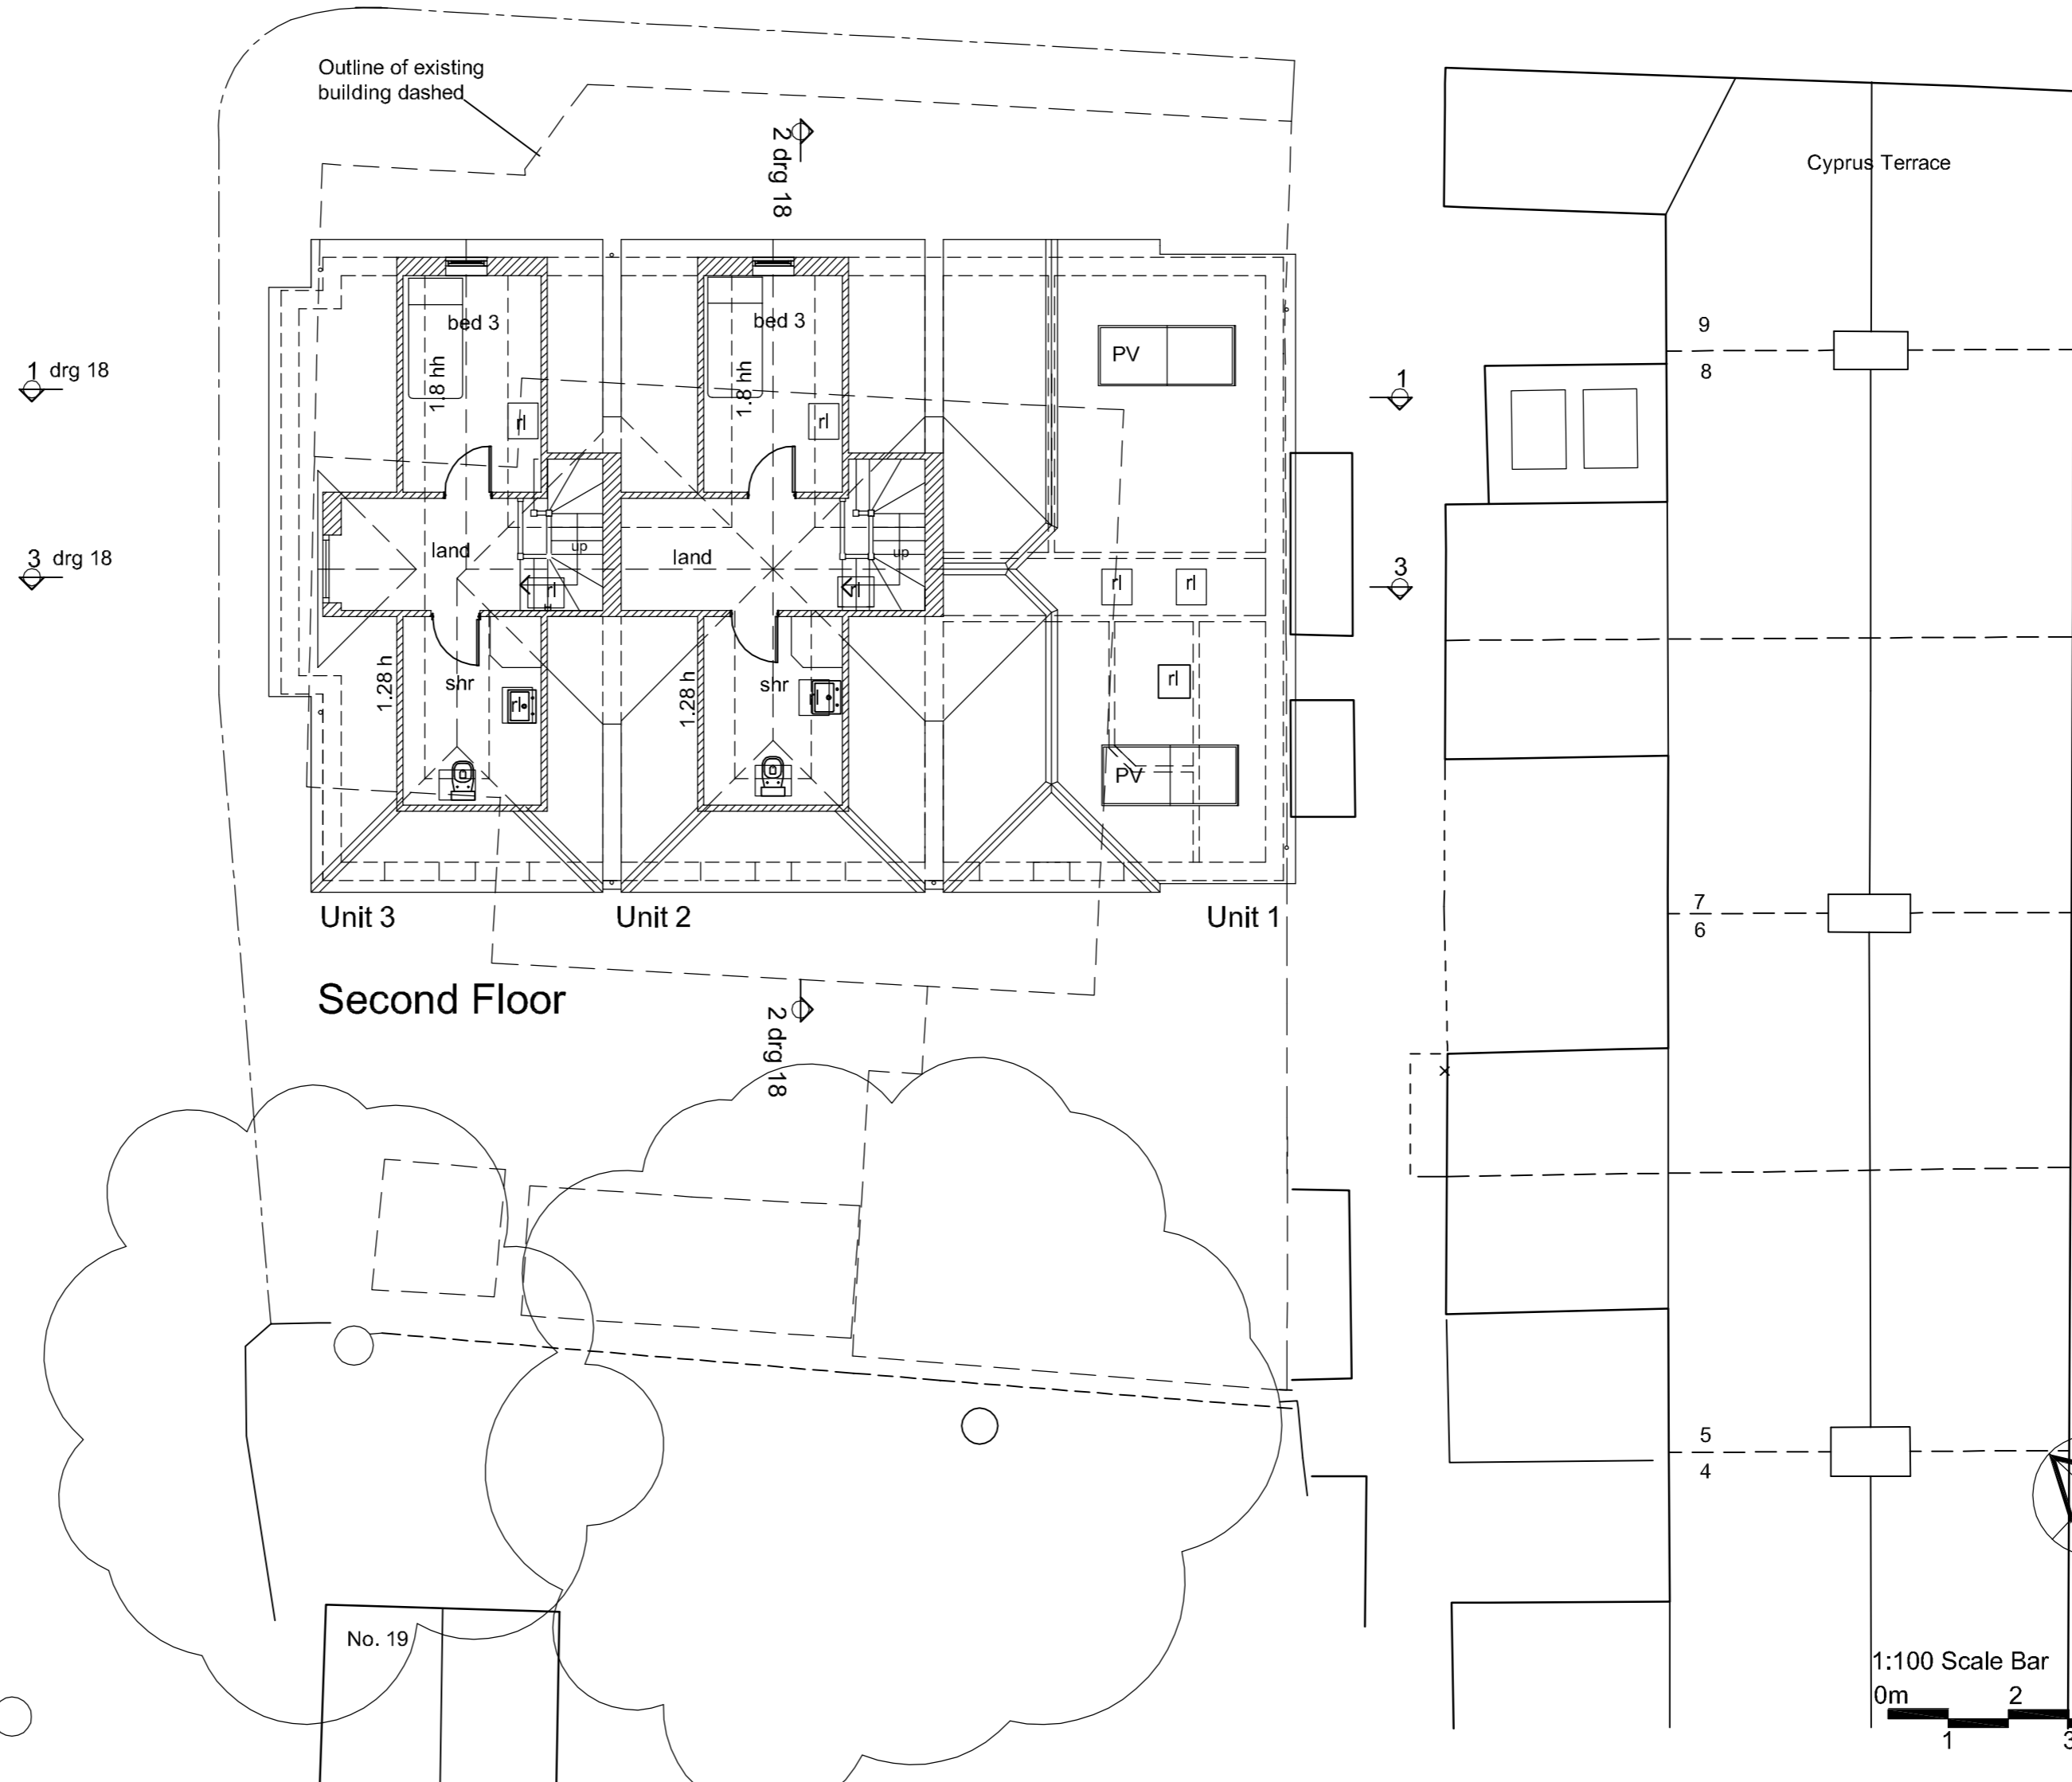 Outline of existing
building dashed
2 drg 18
Cyprus Terrace
bed 3
bed 3
9
8
PV
1 drg 18
1.8 hh
1.8 hh
1
rl
rl
land
up
land
up
3 drg 18
3
rl
rl
rl
rl
1.28 h
shr
1.28 h
shr
rl
rl
rl
PV
7
6
Unit 3
Unit 2
Unit 1
Second Floor
2 drg 18
5
4
No. 19
1:100 Scale Bar
0m
2
1
3